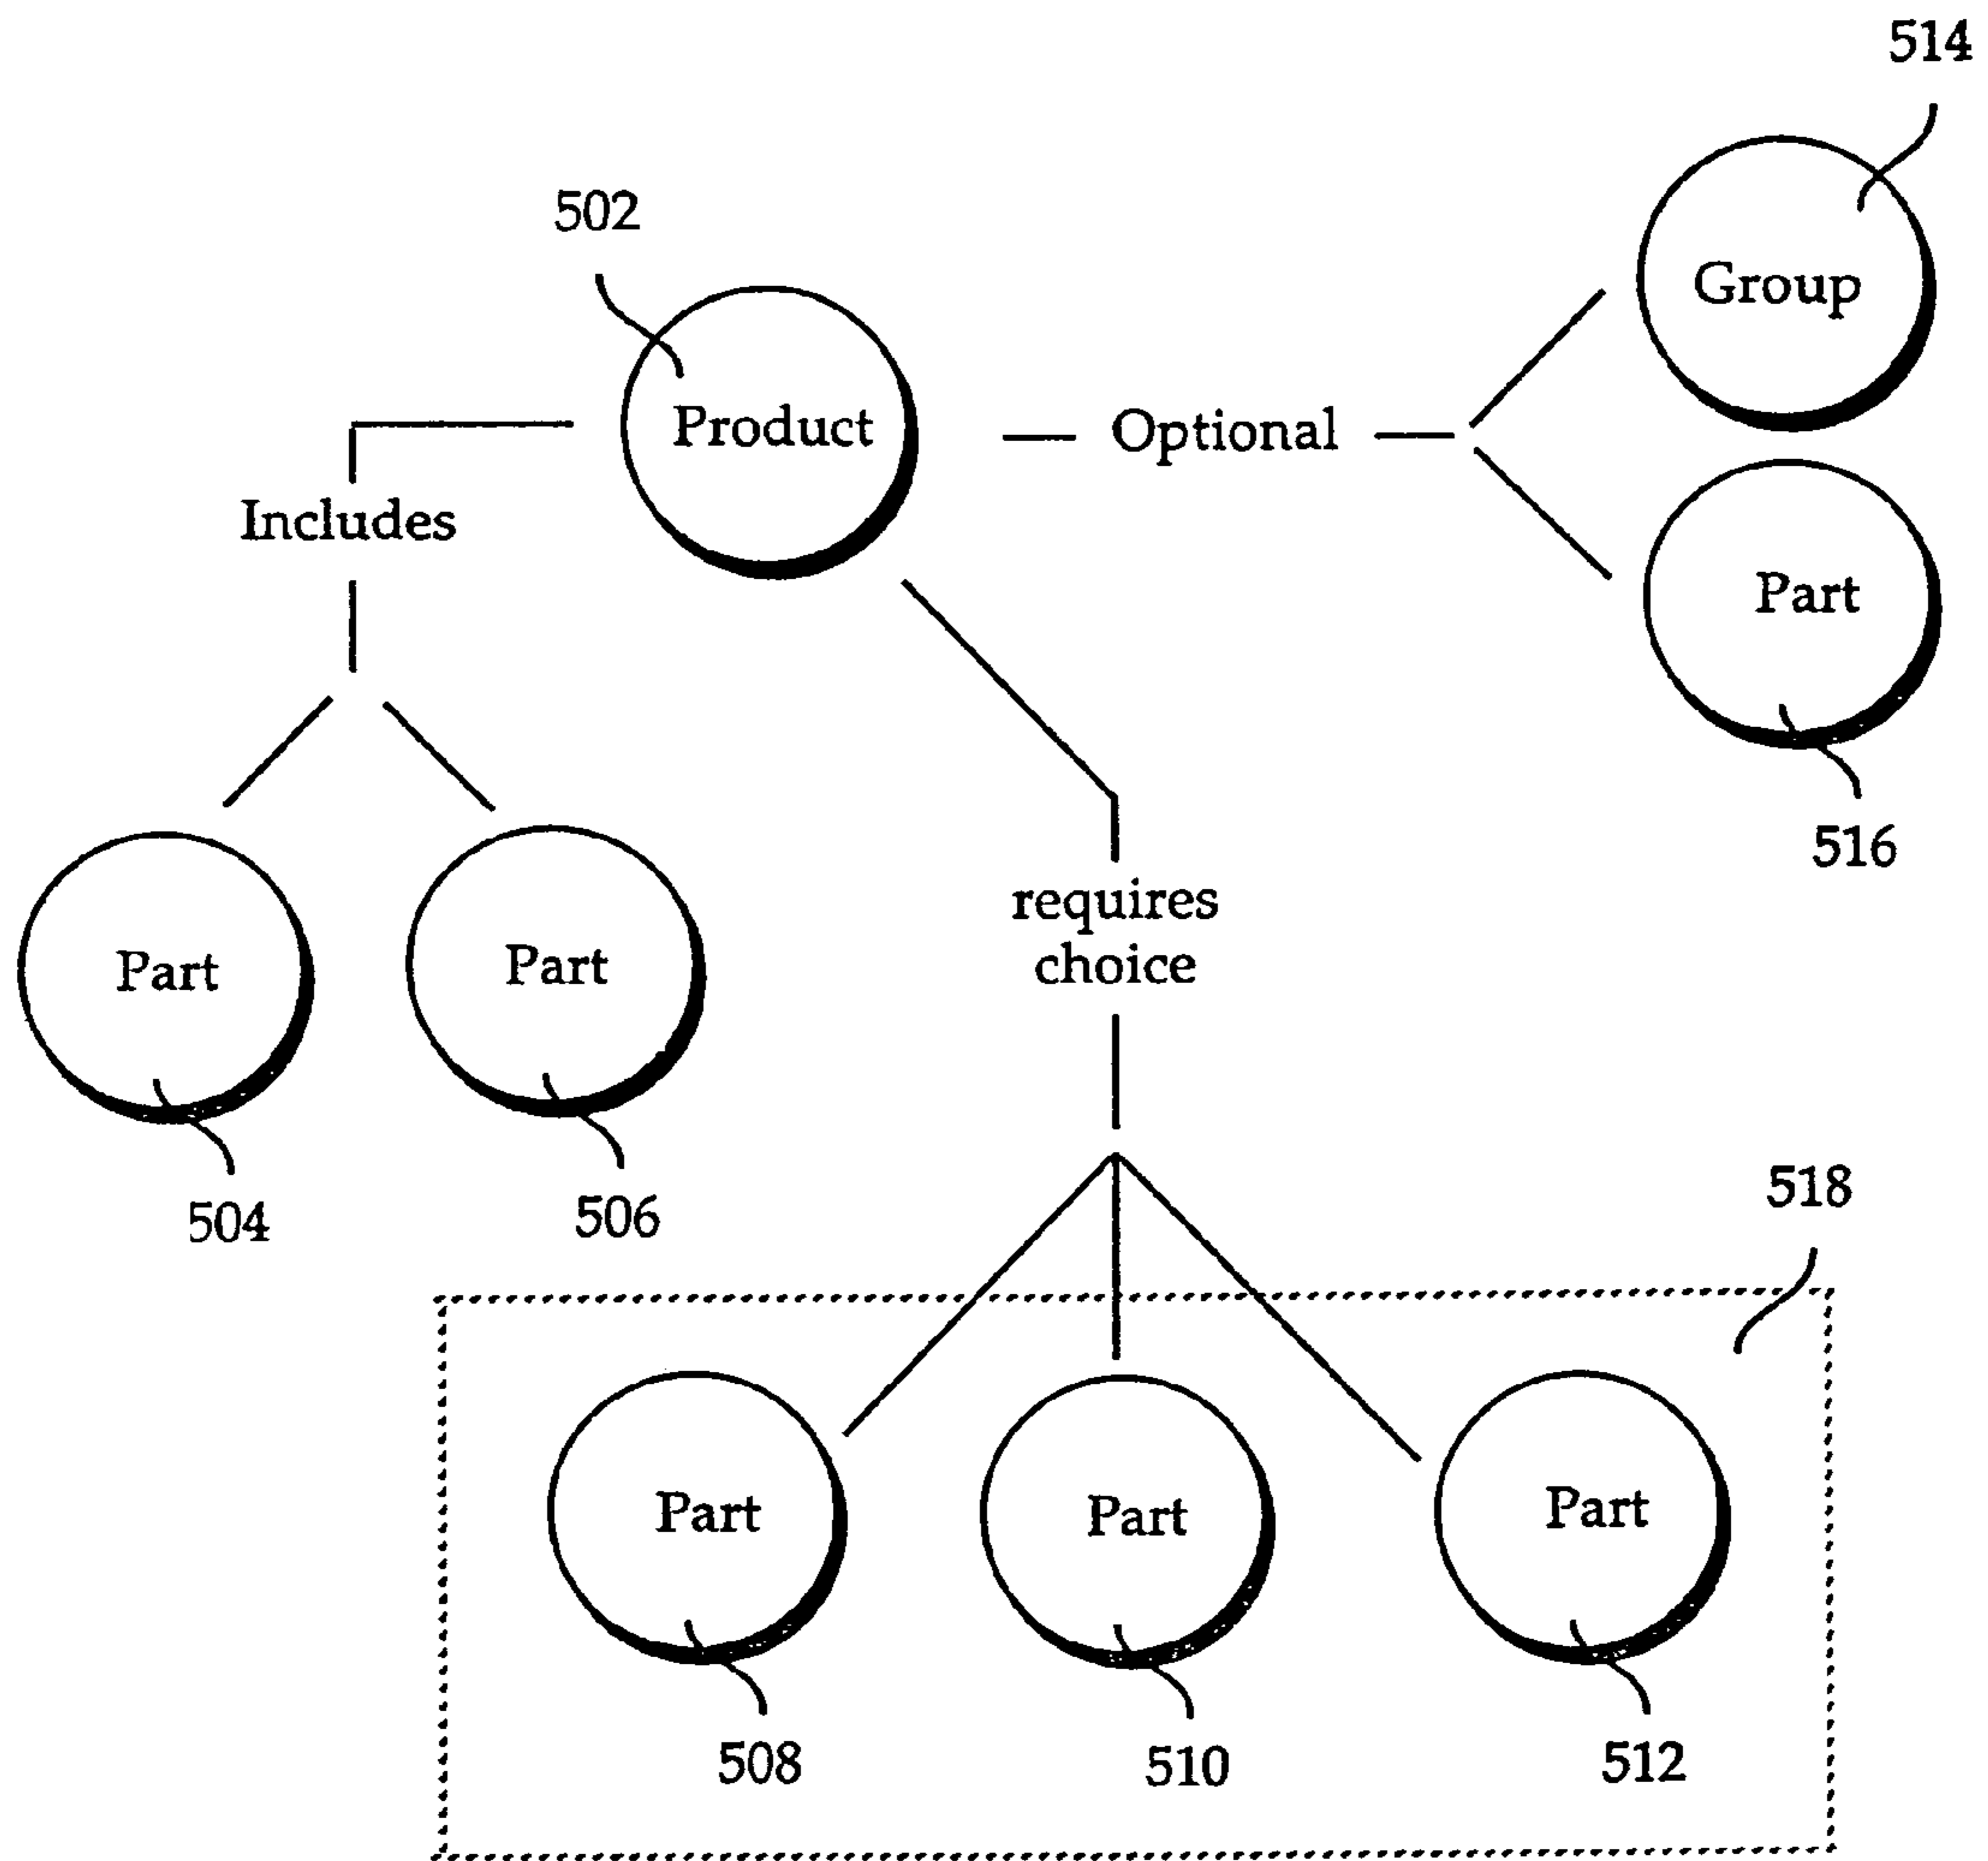 514
502
Group
Product
Optional
Includes
Part
516
requires
choice
Part
Part
504
506
518
Part
Part
Part
508
510
512